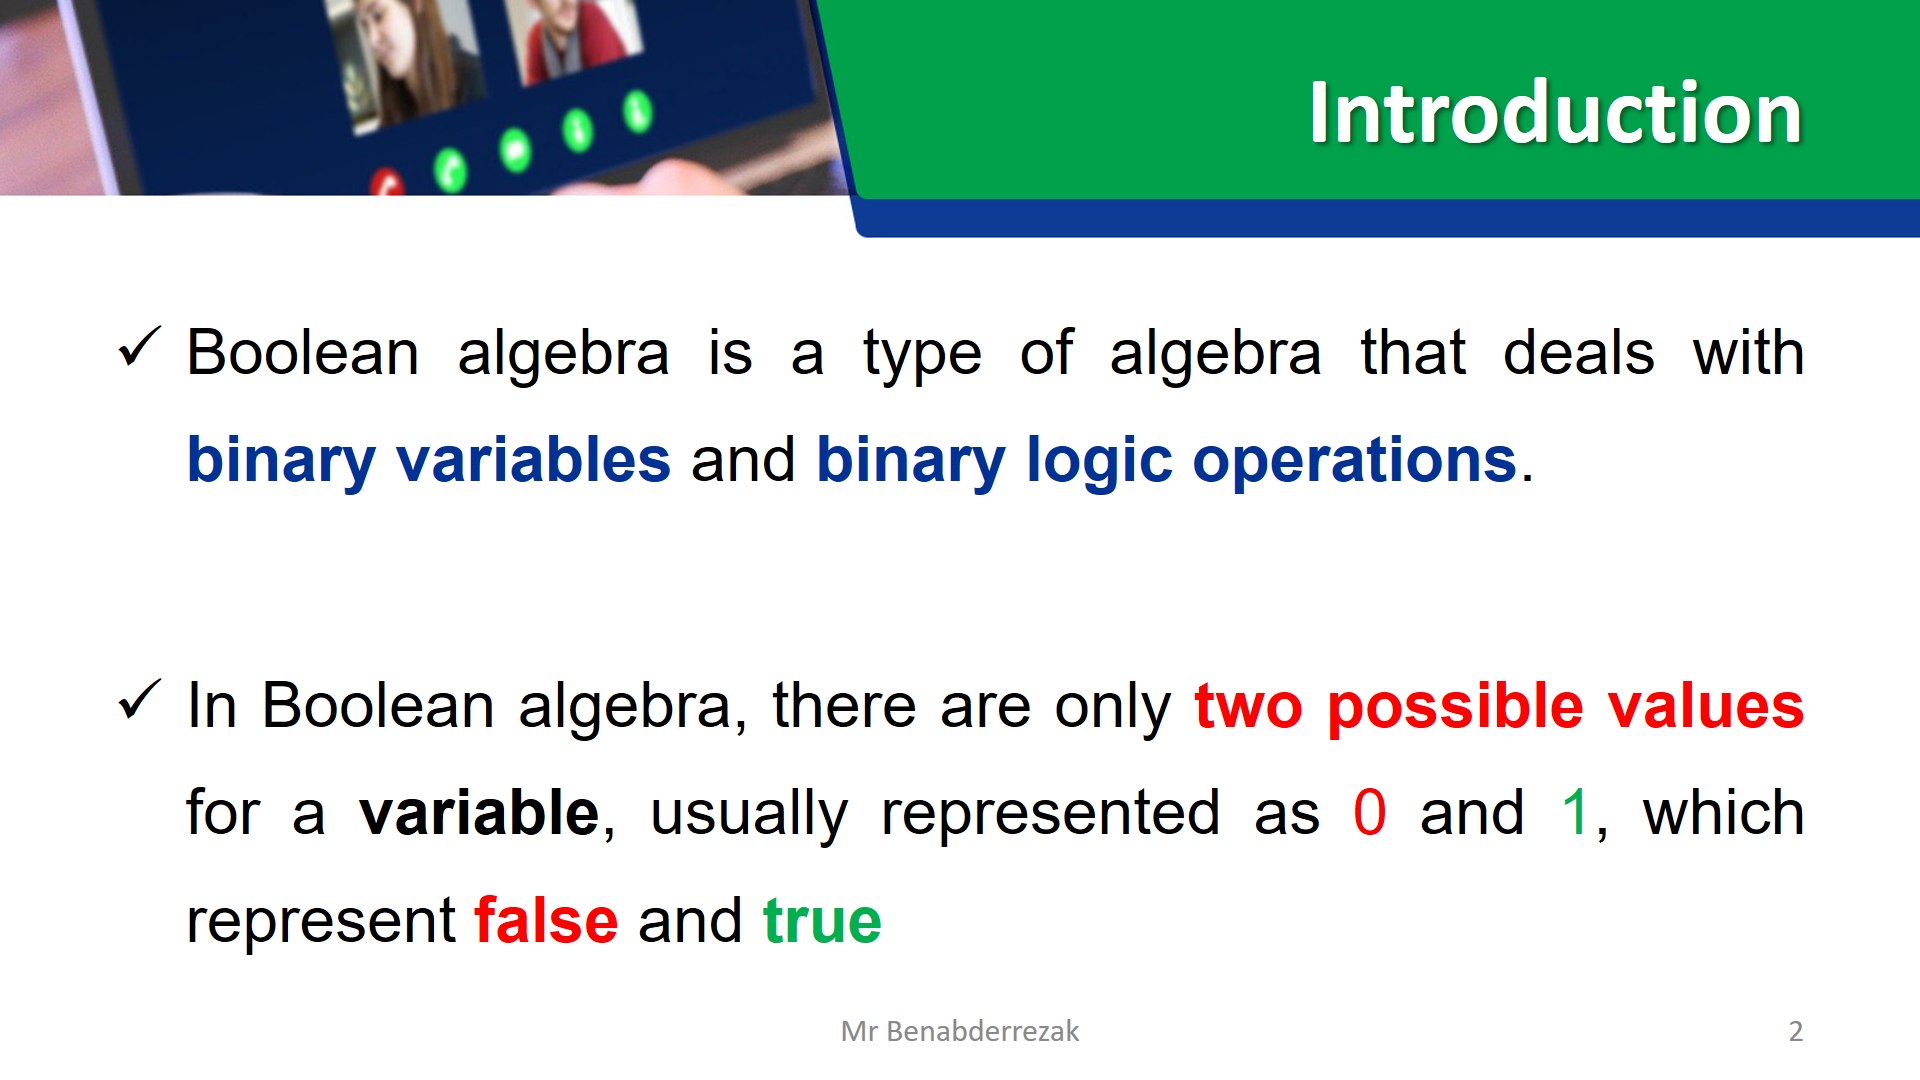 Introduction
✓ Boolean algebra is a type of algebra that deals with
binary variables and binary logic operations.
✓ In Boolean algebra, there are only two possible values
for a variable, usually represented as 0 and 1, which
represent false and true
Mr Benabderrezak
2